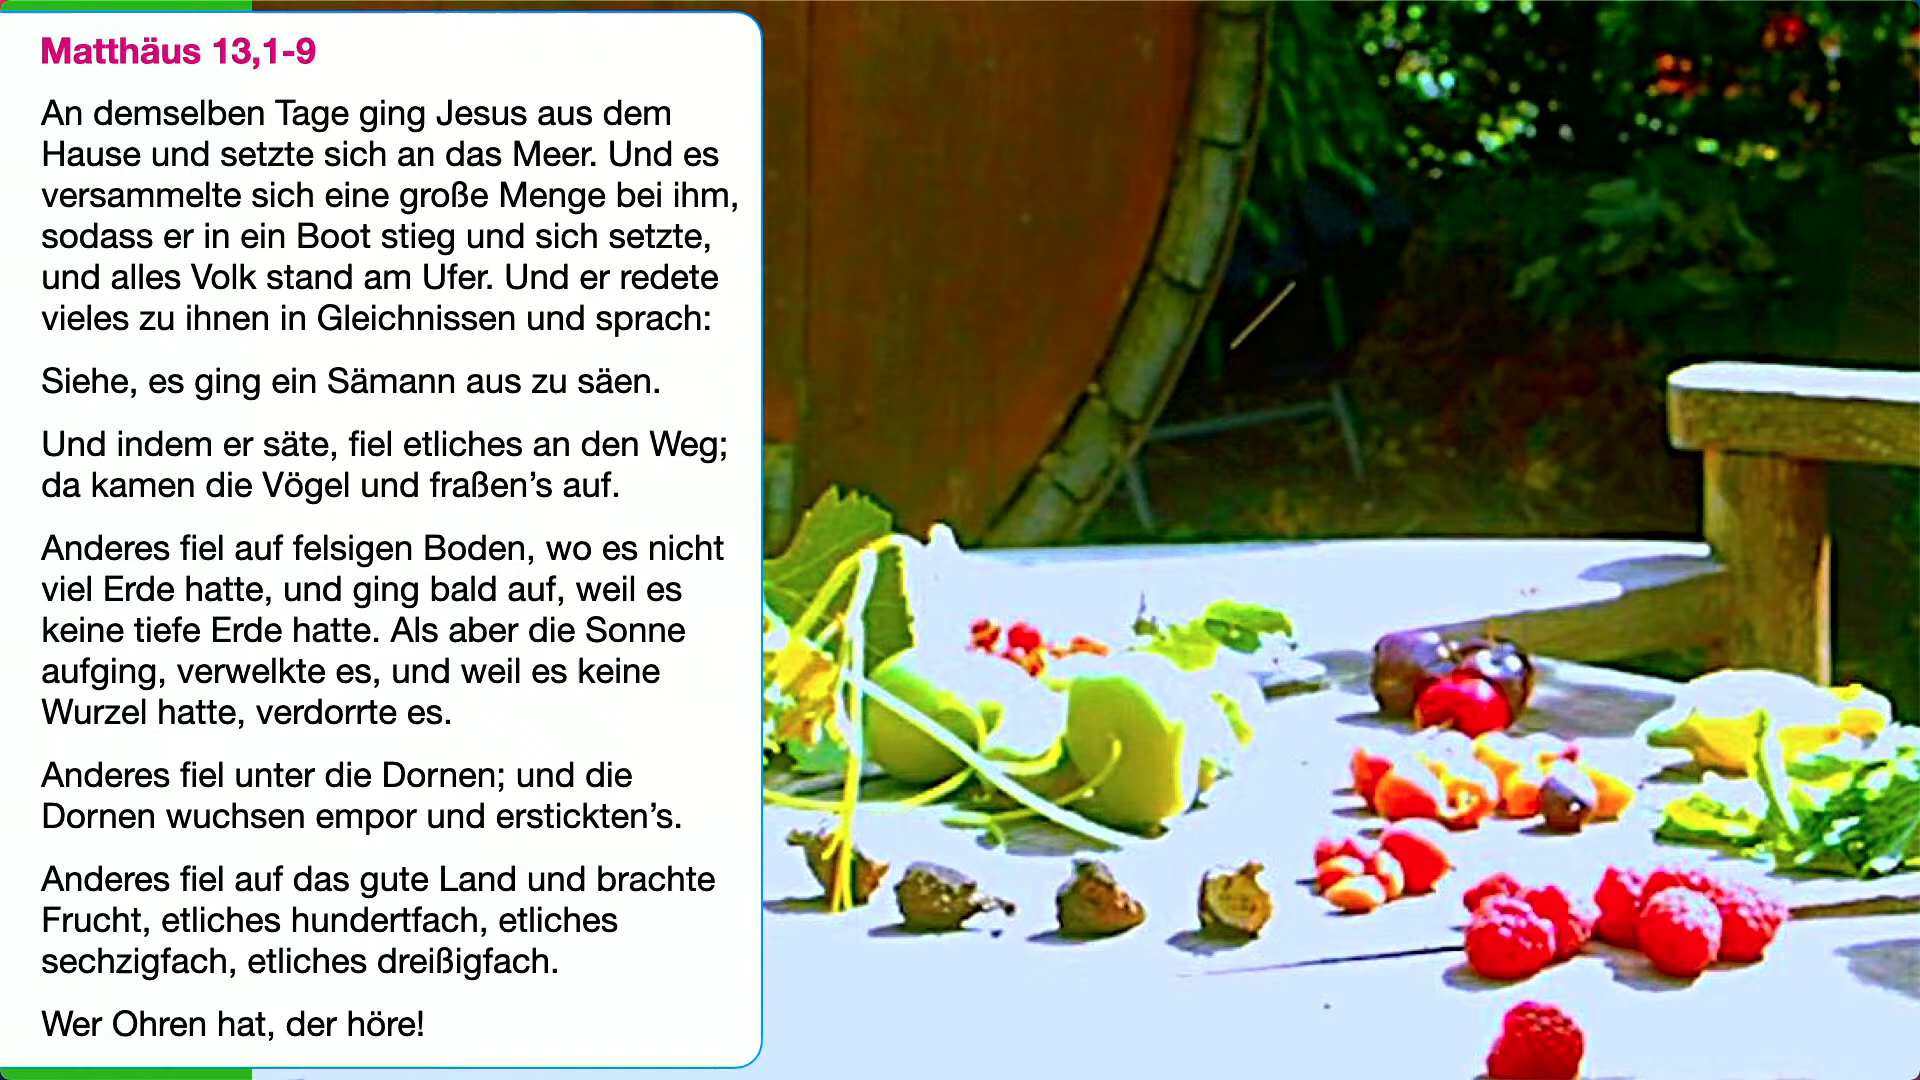 Matthäus 13,1-9
An demselben Tage ging Jesus aus dem
Hause und setzte sich an das Meer. Und es
versammelte sich eine große Menge bei ihm,
sodass er in ein Boot stieg und sich setzte,
und alles Volk stand am Ufer. Und er redete
vieles zu ihnen in Gleichnissen und sprach:
Siehe, es ging ein Sämann aus zu säen.
Und indem er säte, fiel etliches an den Weg;
da kamen die Vögel und fraßen’s auf.
Anderes fiel auf felsigen Boden, wo es nicht
viel Erde hatte, und ging bald auf, weil es
keine tiefe Erde hatte. Als aber die Sonne
aufging, verwelkte es, und weil es keine
Wurzel hatte, verdorrte es.
Anderes fiel unter die Dornen; und die
Dornen wuchsen empor und erstickten’s.
Anderes fiel auf das gute Land und brachte
Frucht, etliches hundertfach, etliches
sechzigfach, etliches dreißigfach.
Wer Ohren hat, der höre!